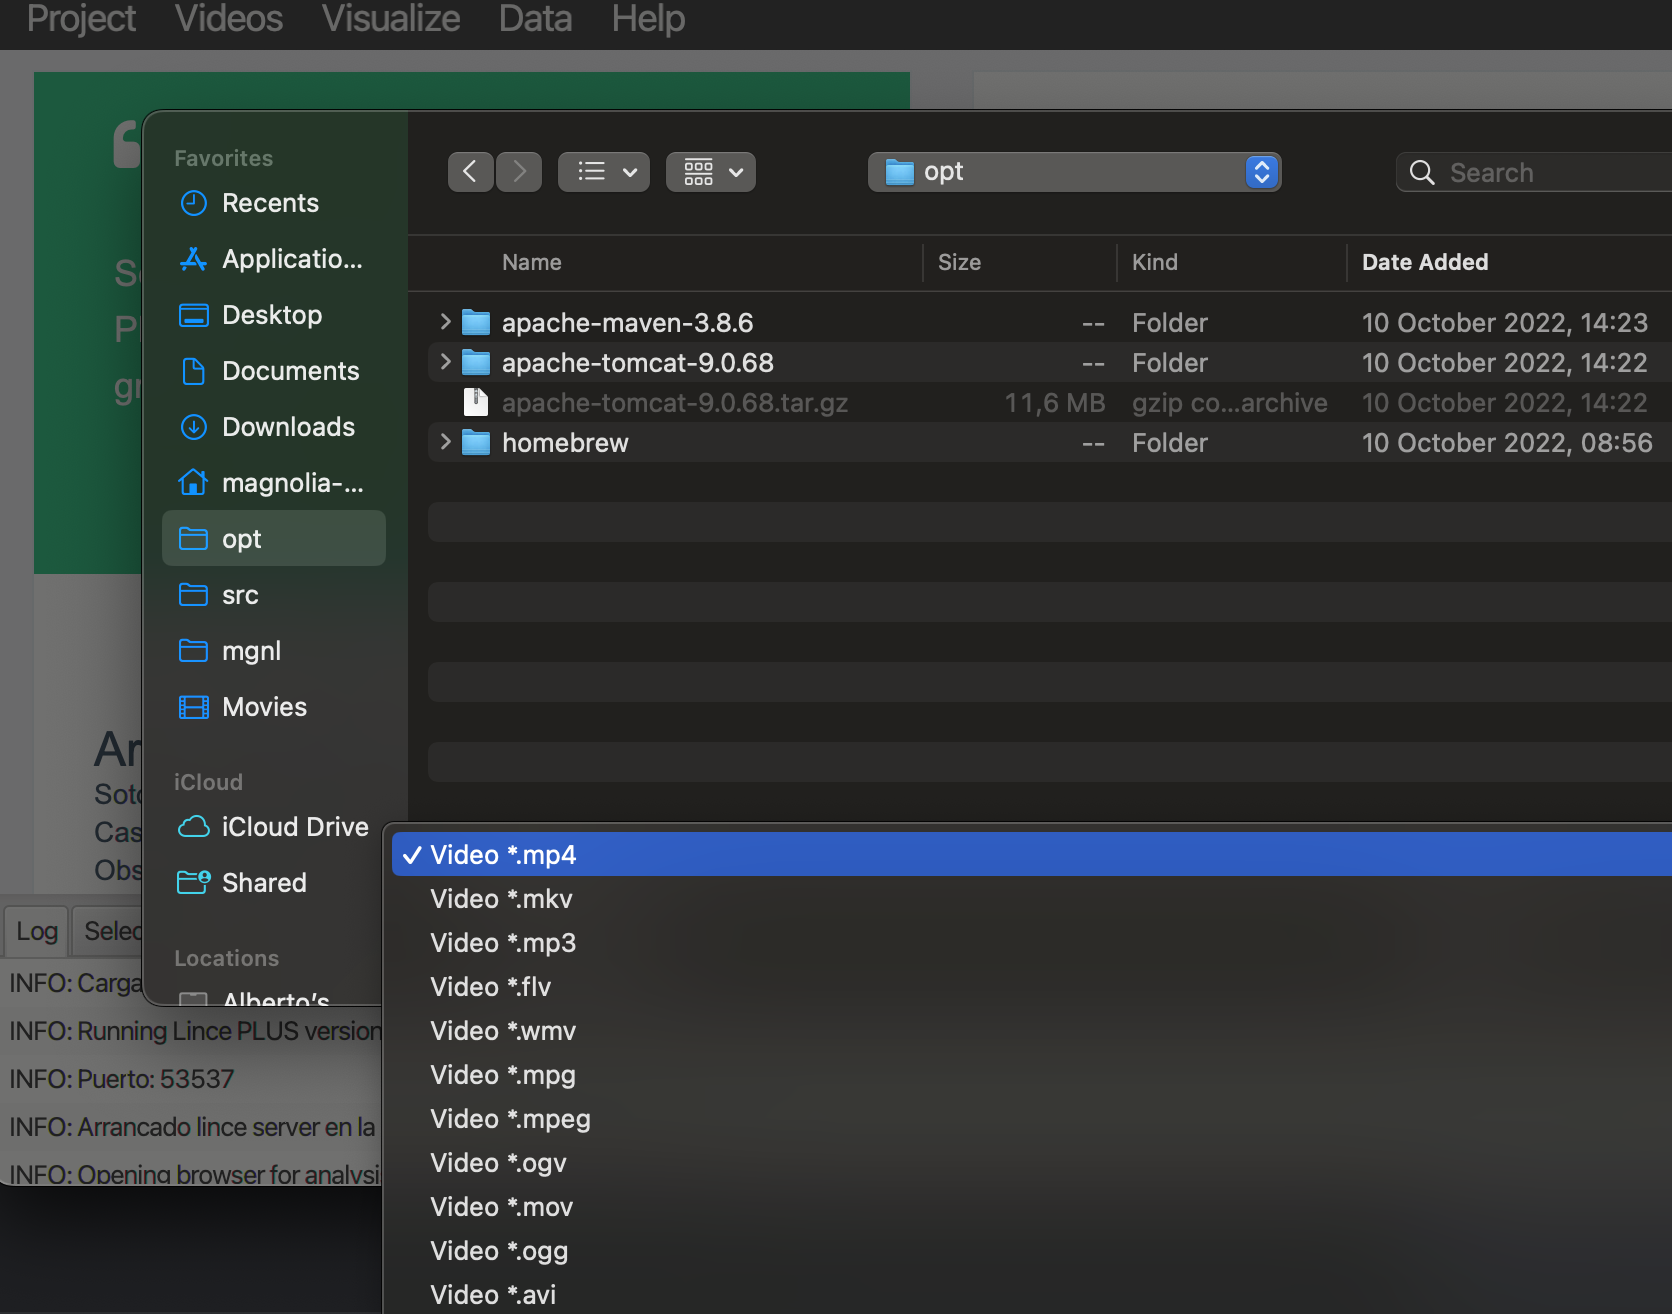 Project Videos Visualize Data Help
Favorites
Recents
Applicatio...
Desktop
Documents
Downloads
magnolia-...
opt
src
mgnl
Movies
iCloud
iCloud Drive
Shared
Locations
Alberto’s
opt
Search
Name Size Kind Date Added
apache-maven-3.8.6 -- Folder 10 October 2022, 14:23
apache-tomcat-9.0.68 -- Folder 10 October 2022, 14:22
apache-tomcat-9.0.68.tar.gz 11,6 MB gzip co...archive 10 October 2022, 14:22
homebrew -- Folder 10 October 2022, 08:56
✓ Video *.mp4
Video *.mkv
Video *.mp3
Video *.flv
Video *.wmv
Video *.mpg
Video *.mpeg
Video *.ogv
Video *.mov
Video *.ogg
Video *.avi
Log
INFO: Carga
INFO: Running Lince PLUS version
INFO: Puerto: 53537
INFO: Arrancado lince server en la
INFO: Opening browser for analysi